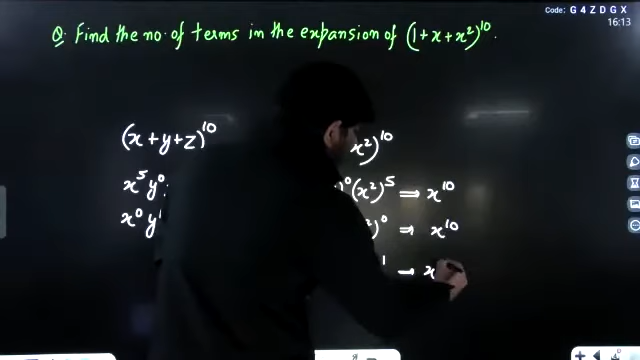 Code: G 4 Z D G X
16:13
Q. Find the no. of terms in the expansion of (1+x+x²)¹⁰.
(x+y+z)¹⁰ x²)¹⁰
x⁵y⁰ )⁰(x²)⁵ ⟹ x¹⁰
x⁰y )⁰ ⇒ x¹⁰
¹ → x